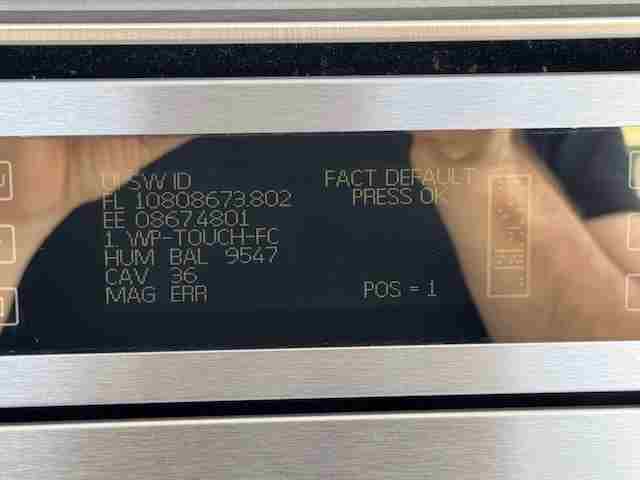 UI SW ID
FL 10808673.802
EE 08674801
1 WP-TOUCH-FC
HUM BAL 9547
CAV 36
MAG ERR
FACT DEFAULT
PRESS OK
POS = 1